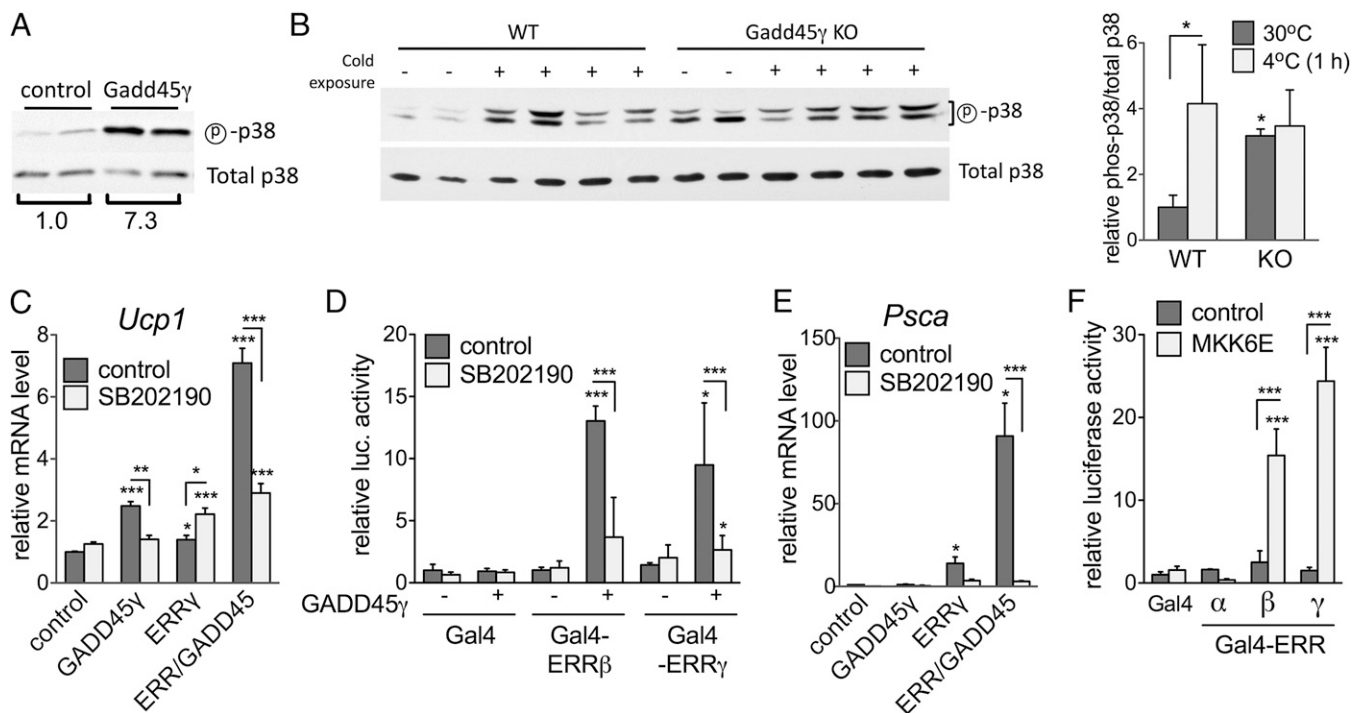 A
control Gadd45γ
ⓟ-p38
Total p38
1.0 7.3
B
WT Gadd45γ KO
Cold
exposure
- - + + + + - - + + + +
ⓟ-p38
Total p38
relative phos-p38/total p38
6
4
2
0
*
*
30ºC
4ºC (1 h)
WT KO
C
Ucp1
relative mRNA level
8
6
4
2
0
control
SB202190
***
**
***
*
***
*
***
***
***
control
GADD45γ
ERRγ
ERR/GADD45
D
relative luc. activity
20
15
10
5
0
control
SB202190
***
***
***
*
*
GADD45γ - + - + - +
Gal4 Gal4- Gal4
ERRβ -ERRγ
E
Psca
relative mRNA level
150
100
50
0
control
SB202190
*
***
*
control
GADD45γ
ERRγ
ERR/GADD45
F
relative luciferase activity
30
20
10
0
control
MKK6E
***
***
***
***
Gal4 α β γ
Gal4-ERR